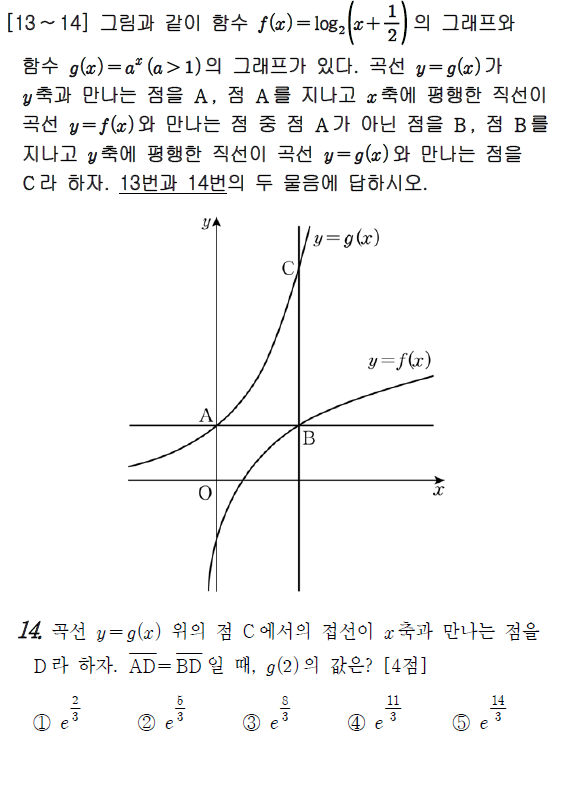 [13～14] 그림과 같이 함수 f(x)=log₂(x+1/2)의 그래프와
함수 g(x)=aˣ (a>1)의 그래프가 있다. 곡선 y=g(x)가
y축과 만나는 점을 A, 점 A를 지나고 x축에 평행한 직선이
곡선 y=f(x)와 만나는 점 중 점 A가 아닌 점을 B, 점 B를
지나고 y축에 평행한 직선이 곡선 y=g(x)와 만나는 점을
C라 하자. 13번과 14번의 두 물음에 답하시오.
y
y=g(x)
C
y=f(x)
A
B
O
x
14. 곡선 y=g(x) 위의 점 C에서의 접선이 x축과 만나는 점을
D라 하자. A̅D̅=B̅D̅일 때, g(2)의 값은? [4점]
① e^(2/3) ② e^(5/3) ③ e^(8/3) ④ e^(11/3) ⑤ e^(14/3)